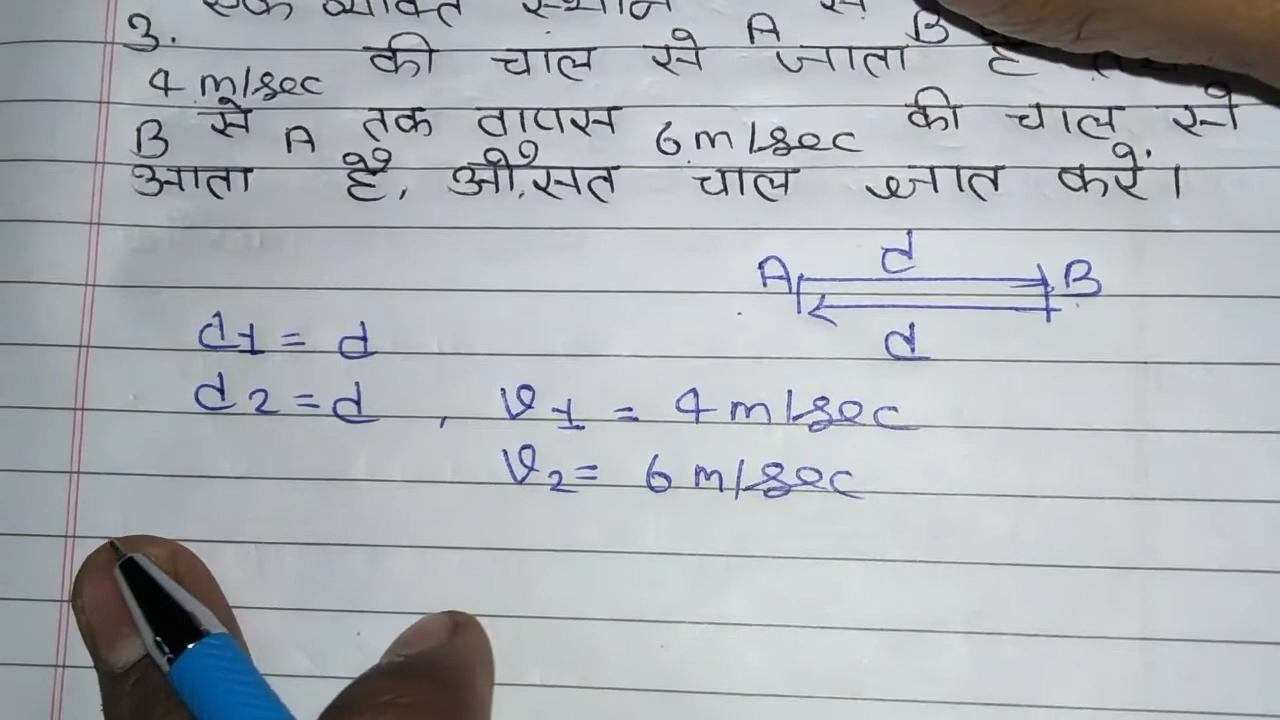 3. एक व्यक्ति स्थान A से B
4 m/sec की चाल से जाता है
B से A तक वापस 6 m/sec की चाल से
आता है, औसत चाल ज्ञात करें।
d
A B
d
d1 = d
d2 = d , v1 = 4 m/sec
v2 = 6 m/sec